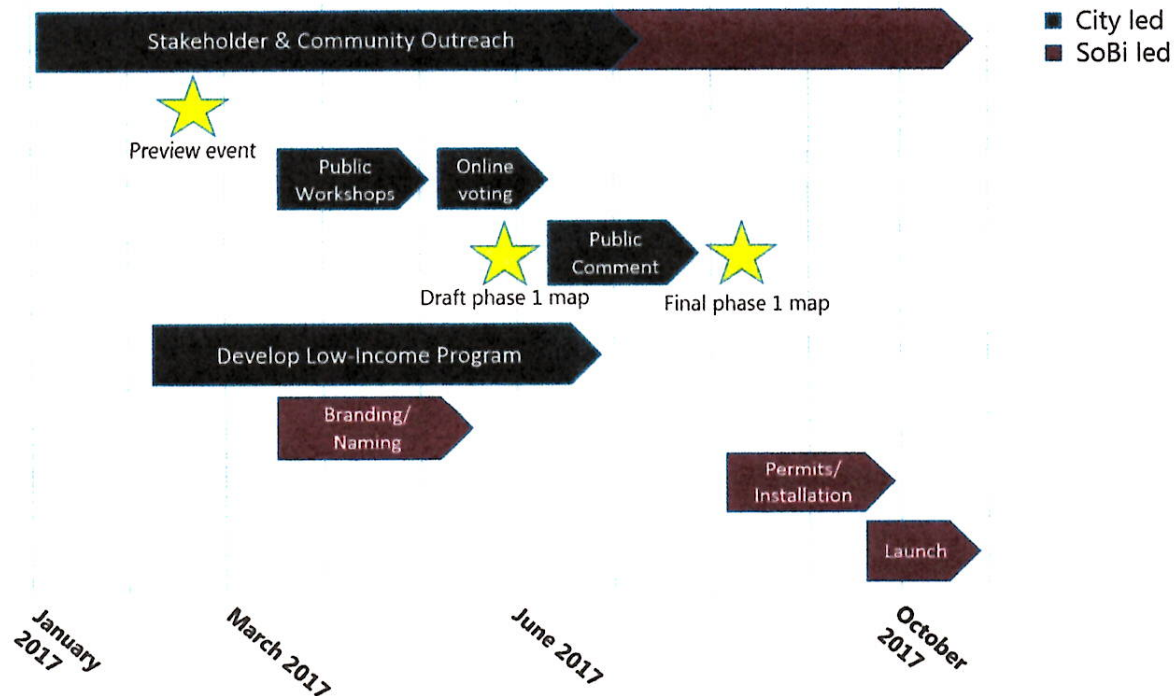 Stakeholder & Community Outreach
City led
SoBi led
Preview event
Public
Workshops
Online
voting
Public
Comment
Draft phase 1 map
Final phase 1 map
Develop Low-Income Program
Branding/
Naming
Permits/
Installation
Launch
January
2017
March 2017
June 2017
October
2017